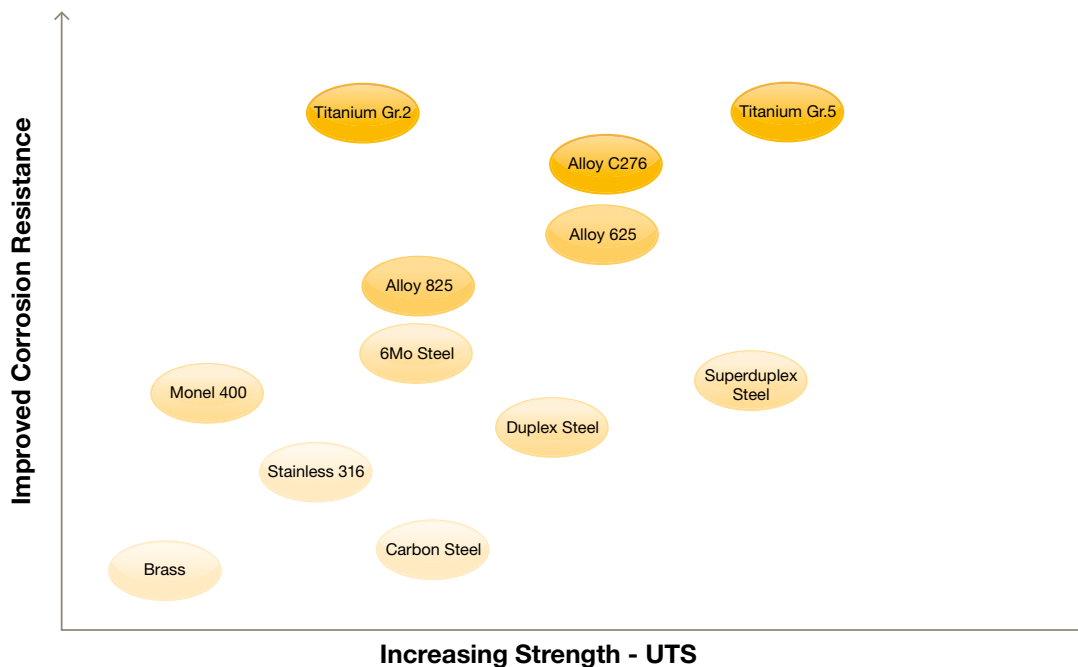 Improved Corrosion Resistance
Titanium Gr.2
Titanium Gr.5
Alloy C276
Alloy 625
Alloy 825
6Mo Steel
Superduplex
Steel
Monel 400
Duplex Steel
Stainless 316
Carbon Steel
Brass
Increasing Strength - UTS